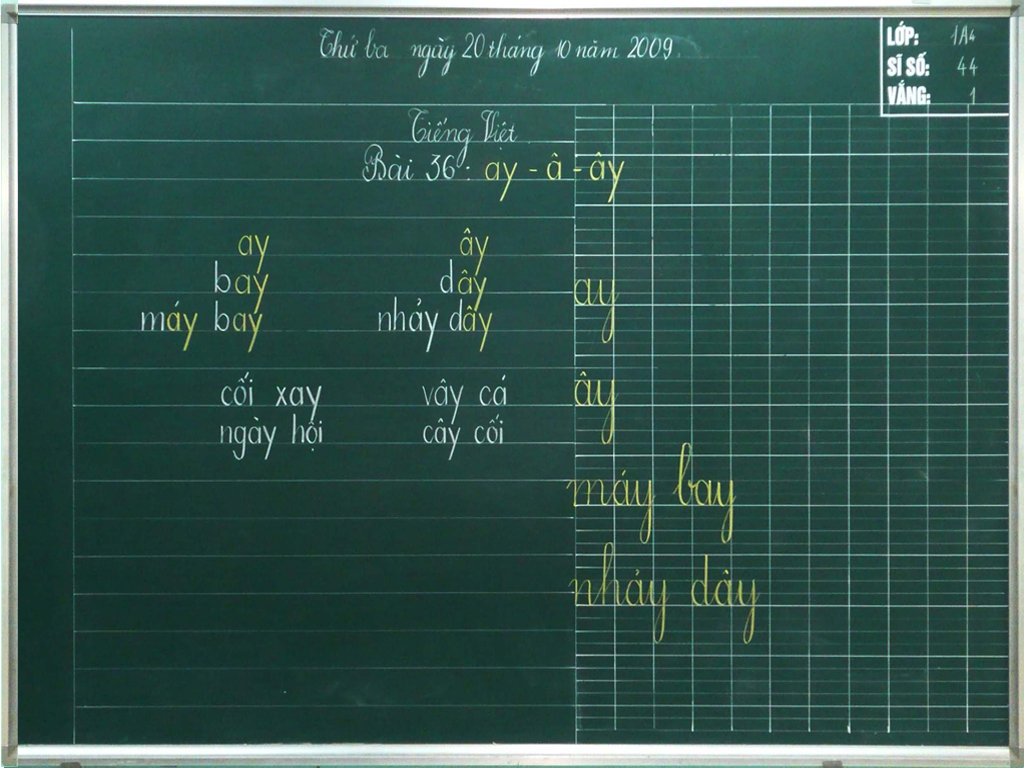 Thứ ba ngày 20 tháng 10 năm 2009.
LỚP: 1A4
SĨ SỐ: 44
VẮNG: 1
Tiếng Việt
Bài 36: ay - â - ây
ay ây
bay dây
máy bay nhảy dây
cối xay vây cá
ngày hội cây cối
ay
ây
máy bay
nhảy dây